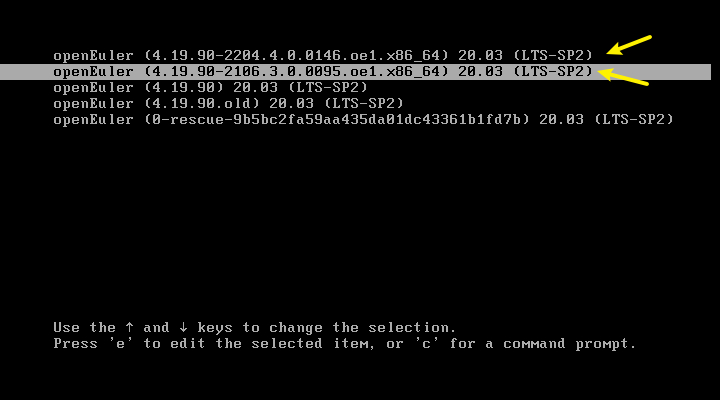 openEuler (4.19.90-2204.4.0.0146.oe1.x86_64) 20.03 (LTS-SP2)
openEuler (4.19.90-2106.3.0.0095.oe1.x86_64) 20.03 (LTS-SP2)
openEuler (4.19.90) 20.03 (LTS-SP2)
openEuler (4.19.90.old) 20.03 (LTS-SP2)
openEuler (0-rescue-9b5bc2fa59aa435da01dc43361b1fd7b) 20.03 (LTS-SP2)
Use the ↑ and ↓ keys to change the selection.
Press 'e' to edit the selected item, or 'c' for a command prompt.